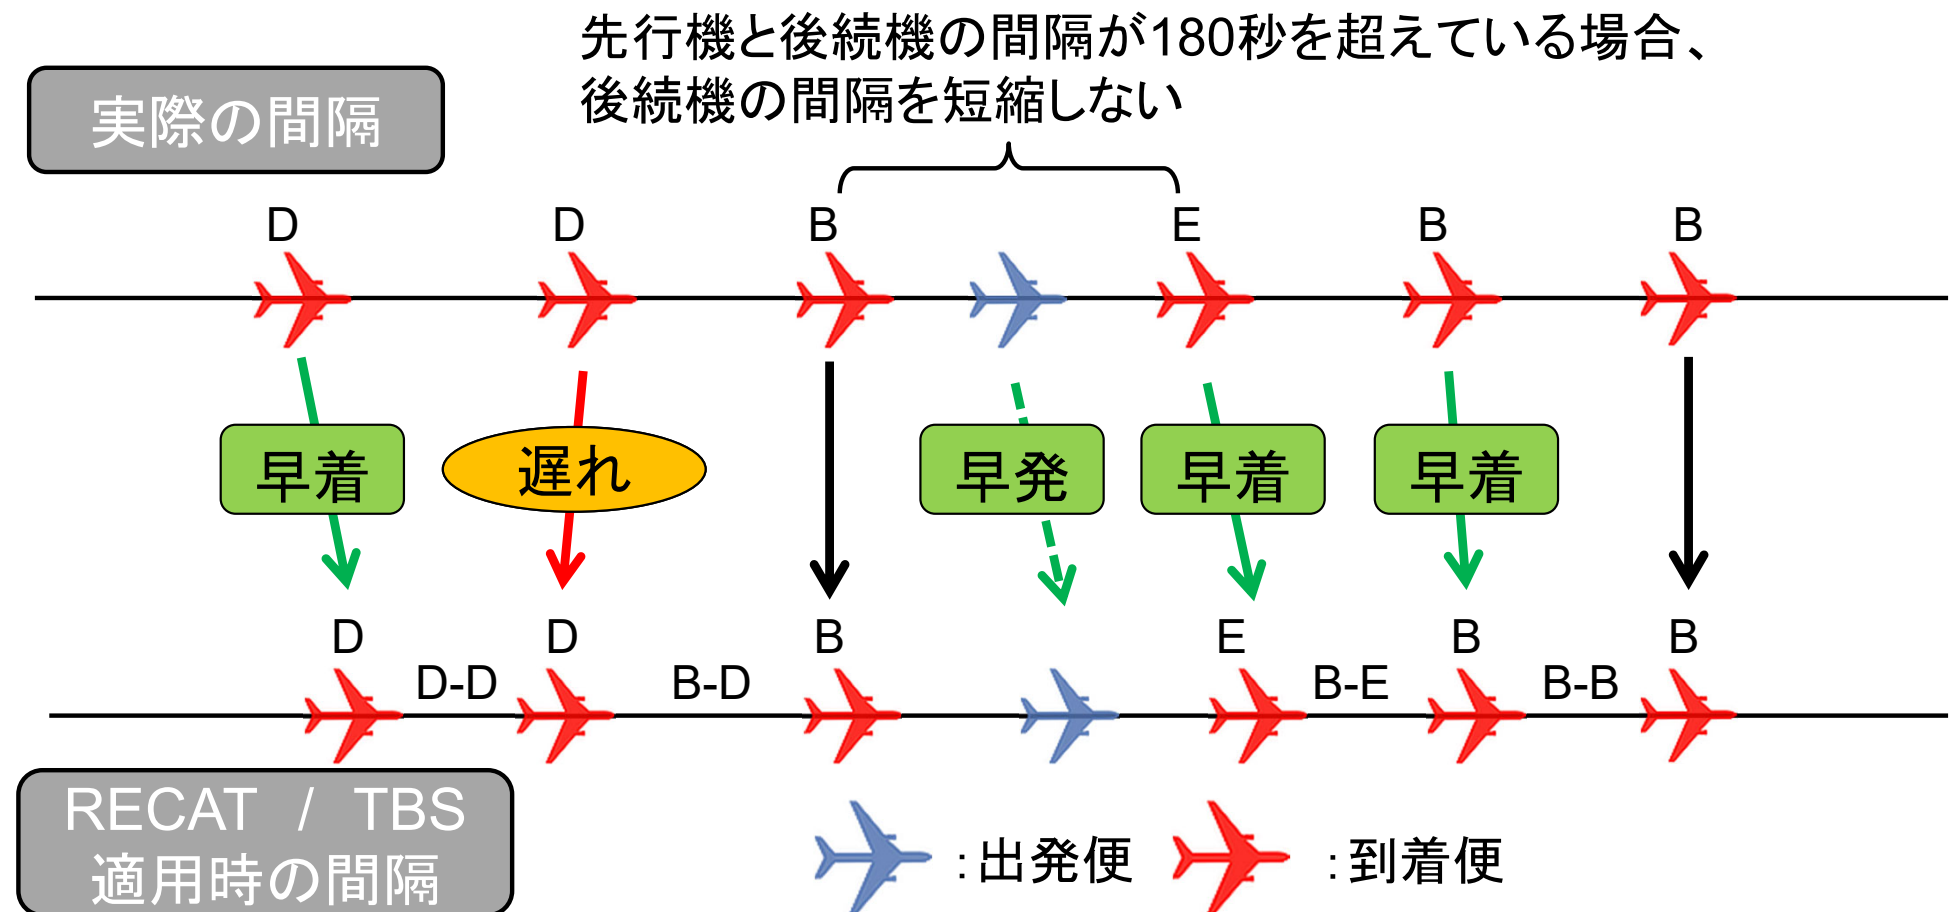 先行機と後続機の間隔が180秒を超えている場合、
後続機の間隔を短縮しない
実際の間隔
D D B E B B
早着 遅れ 早発 早着 早着
D D B E B B
D-D B-D B-E B-B
RECAT / TBS
適用時の間隔
:出発便 :到着便